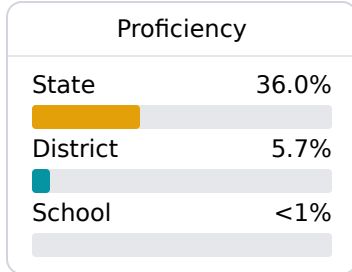 Proficiency
State 36.0%
District 5.7%
School <1%